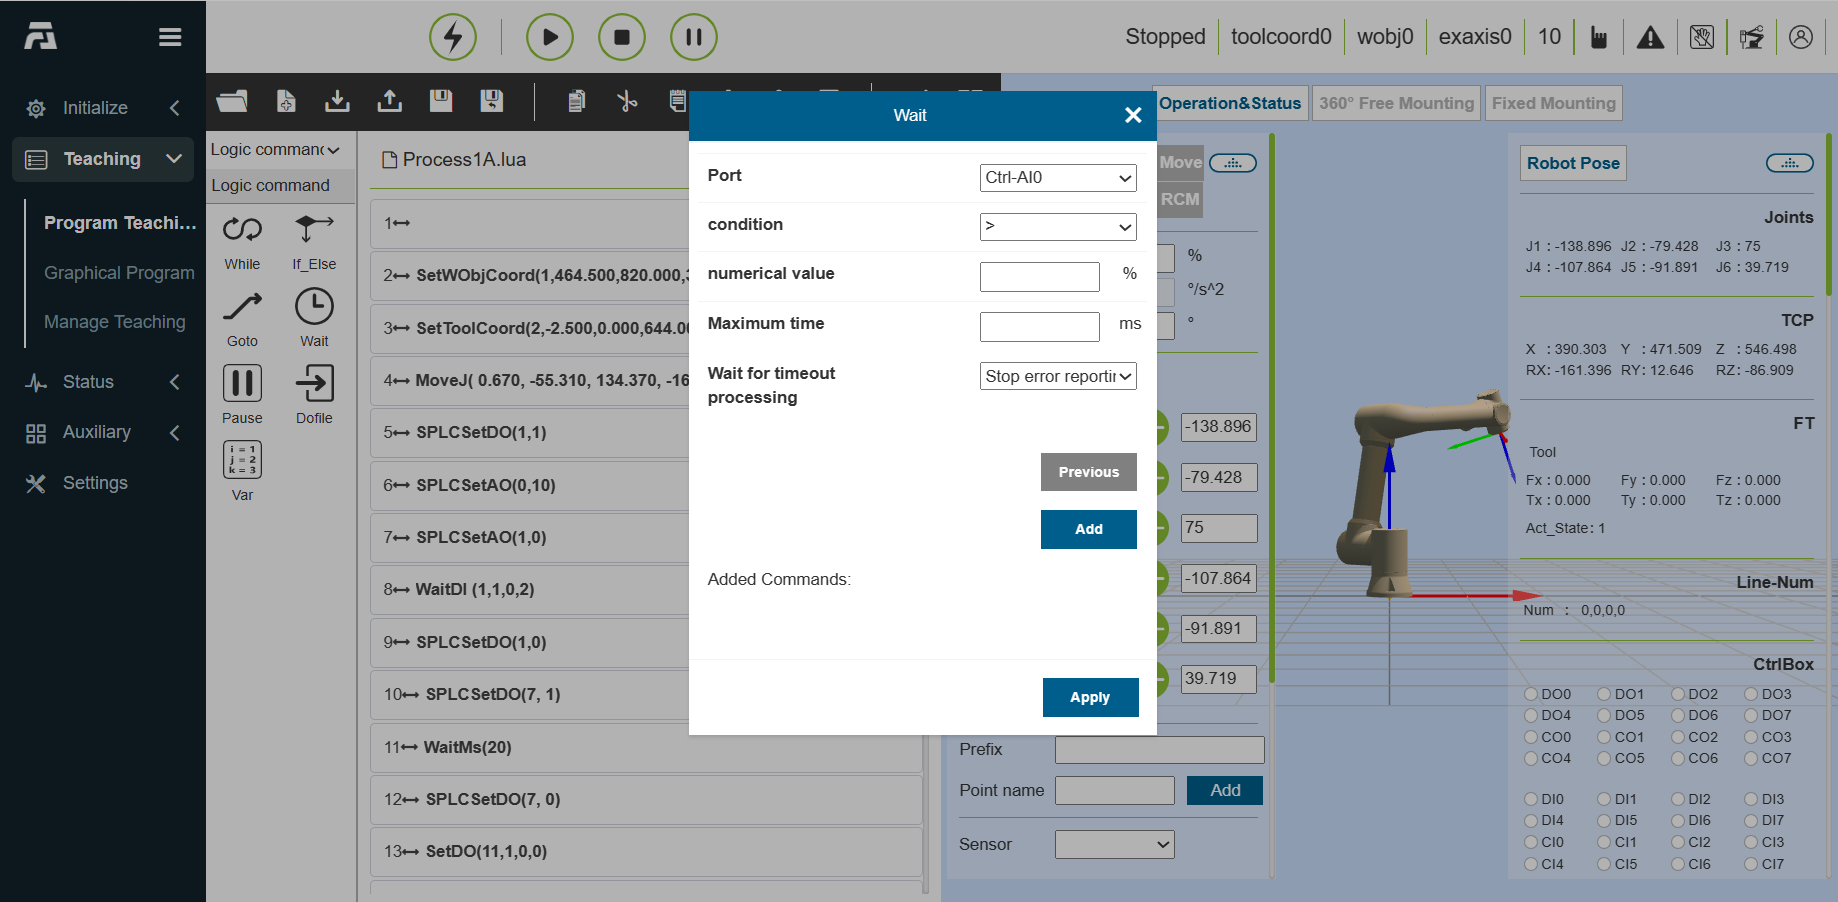 Stopped
toolcoord0
wobj0
exaxis0
10
Initialize
Teaching
Program Teachi...
Graphical Program
Manage Teaching
Status
Auxiliary
Settings
Logic comman
Logic command
While
If_Else
Goto
Wait
Pause
Dofile
i = 1
j = 2
k = 3
Var
Process1A.lua
1
2 SetWObjCoord(1,464.500,820.000,
3 SetToolCoord(2,-2.500,0.000,644.0
4 MoveJ( 0.670, -55.310, 134.370, -16
5 SPLCSetDO(1,1)
6 SPLCSetAO(0,10)
7 SPLCSetAO(1,0)
8 WaitDI (1,1,0,2)
9 SPLCSetDO(1,0)
10 SPLCSetDO(7, 1)
11 WaitMs(20)
12 SPLCSetDO(7, 0)
13 SetDO(11,1,0,0)
Wait
Port
Ctrl-AI0
condition
>
numerical value
%
Maximum time
ms
Wait for timeout
processing
Stop error reporti
Previous
Add
Added Commands:
Apply
Operation&Status
360° Free Mounting
Fixed Mounting
Move
RCM
%
°/s^2
°
-138.896
-79.428
75
-107.864
-91.891
39.719
Prefix
Point name
Add
Sensor
Robot Pose
Joints
J1 : -138.896 J2 : -79.428 J3 : 75
J4 : -107.864 J5 : -91.891 J6 : 39.719
TCP
X : 390.303 Y : 471.509 Z : 546.498
RX: -161.396 RY: 12.646 RZ: -86.909
FT
Tool
Fx : 0.000 Fy : 0.000 Fz : 0.000
Tx : 0.000 Ty : 0.000 Tz : 0.000
Act_State: 1
Line-Num
Num : 0,0,0,0
CtrlBox
DO0 DO1 DO2 DO3
DO4 DO5 DO6 DO7
CO0 CO1 CO2 CO3
CO4 CO5 CO6 CO7
DI0 DI1 DI2 DI3
DI4 DI5 DI6 DI7
CI0 CI1 CI2 CI3
CI4 CI5 CI6 CI7